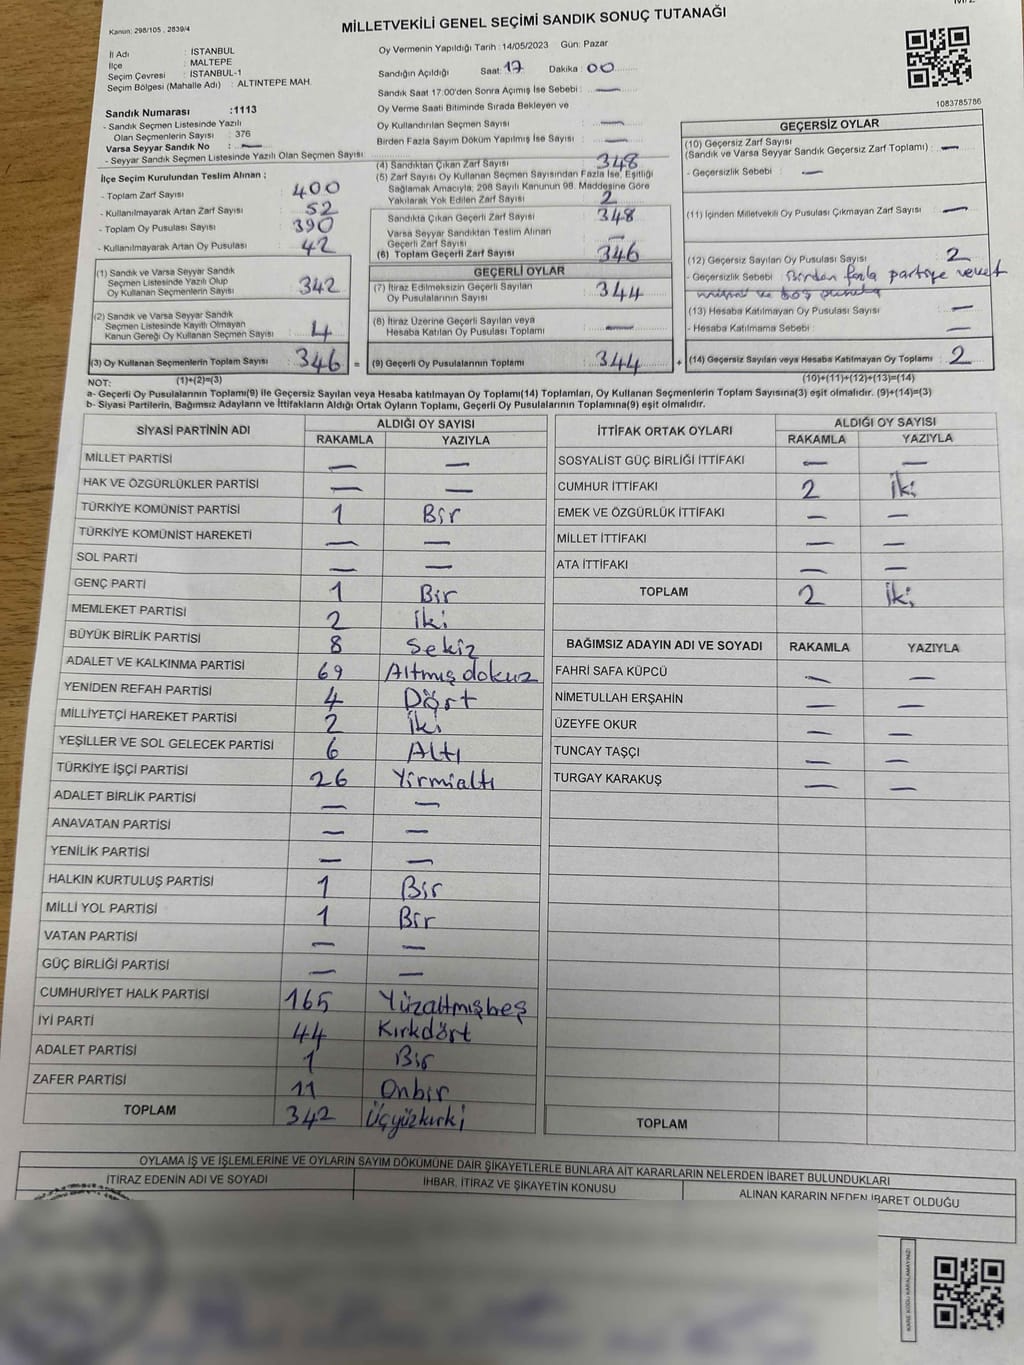 MİLLETVEKİLİ GENEL SEÇİMİ SANDIK SONUÇ TUTANAĞI
Kanun: 298/105 , 2839/4
İl Adı : İSTANBUL
İlçe : MALTEPE
Seçim Çevresi : İSTANBUL-1
Seçim Bölgesi (Mahalle Adı) : ALTINTEPE MAH.
Sandık Numarası :1113
- Sandık Seçmen Listesinde Yazılı
Olan Seçmenlerin Sayısı : 376
Varsa Seyyar Sandık No : —
- Seyyar Sandık Seçmen Listesinde Yazılı Olan Seçmen Sayısı
İlçe Seçim Kurulundan Teslim Alınan ;
- Toplam Zarf Sayısı : 400
- Kullanılmayarak Artan Zarf Sayısı : 52
- Toplam Oy Pusulası Sayısı : 390
- Kullanılmayarak Artan Oy Pusulası : 42
(1) Sandık ve Varsa Seyyar Sandık
Seçmen Listesinde Yazılı Olup
Oy Kullanan Seçmenlerin Sayısı : 342
(2) Sandık ve Varsa Seyyar Sandık
Seçmen Listesinde Kayıtlı Olmayan
Kanun Gereği Oy Kullanan Seçmen Sayısı : 4
(3) Oy Kullanan Seçmenlerin Toplam Sayısı : 346 =
(1)+(2)=(3)
Oy Vermenin Yapıldığı Tarih : 14/05/2023 Gün: Pazar
Sandığın Açıldığı Saat: 17 Dakika : 00
Sandık Saat 17:00'den Sonra Açımış İse Sebebi : —
Oy Verme Saati Bitiminde Sırada Bekleyen ve
Oy Kullandırılan Seçmen Sayısı : —
Birden Fazla Sayım Döküm Yapılmış İse Sayısı : —
(4) Sandıktan Çıkan Zarf Sayısı : 348
(5) Zarf Sayısı Oy Kullanan Seçmen Sayısından Fazla İse, Eşitliği
Sağlamak Amacıyla; 298 Sayılı Kanunun 98. Maddesine Göre
Yakılarak Yok Edilen Zarf Sayısı : 2
Sandıkta Çıkan Geçerli Zarf Sayısı : 348
Varsa Seyyar Sandıktan Teslim Alınan
Geçerli Zarf Sayısı : —
(6) Toplam Geçerli Zarf Sayısı : 346
GEÇERLİ OYLAR
(7) İtiraz Edilmeksizin Geçerli Sayılan
Oy Pusulalarının Sayısı : 344
(8) İtiraz Üzerine Geçerli Sayılan veya
Hesaba Katılan Oy Pusulası Toplamı : —
(9) Geçerli Oy Pusulalarının Toplamı : 344 +
1083785786
GEÇERSİZ OYLAR
(10) Geçersiz Zarf Sayısı
(Sandık ve Varsa Seyyar Sandık Geçersiz Zarf Toplamı) : —
- Geçersizlik Sebebi : —
(11) İçinden Milletvekili Oy Pusulası Çıkmayan Zarf Sayısı : —
(12) Geçersiz Sayılan Oy Pusulası Sayısı : 2
- Geçersizlik Sebebi : Birden fazla partiye
(13) Hesaba Katılmayan Oy Pusulası Sayısı : —
- Hesaba Katılmama Sebebi : —
(14) Geçersiz Sayılan veya Hesaba Katılmayan Oy Toplamı : 2
(10)+(11)+(12)+(13)=(14)
NOT:
a- Geçerli Oy Pusulalarının Toplamı(9) ile Geçersiz Sayılan veya Hesaba katılmayan Oy Toplamı(14) Toplamları, Oy Kullanan Seçmenlerin Toplam Sayısına(3) eşit olmalıdır. (9)+(14)=(3)
b- Siyasi Partilerin, Bağımsız Adayların ve İttifakların Aldığı Ortak Oyların Toplamı, Geçerli Oy Pusulalarının Toplamına(9) eşit olmalıdır.
SİYASİ PARTİNİN ADI ALDIĞI OY SAYISI
RAKAMLA YAZIYLA
MİLLET PARTİSİ — —
HAK VE ÖZGÜRLÜKLER PARTİSİ — —
TÜRKİYE KOMÜNİST PARTİSİ 1 Bir
TÜRKİYE KOMÜNİST HAREKETİ — —
SOL PARTİ — —
GENÇ PARTİ 1 Bir
MEMLEKET PARTİSİ 2 İki
BÜYÜK BİRLİK PARTİSİ 8 Sekiz
ADALET VE KALKINMA PARTİSİ 69 Altmışdokuz
YENİDEN REFAH PARTİSİ 4 Dört
MİLLİYETÇİ HAREKET PARTİSİ 2 İki
YEŞİLLER VE SOL GELECEK PARTİSİ 6 Altı
TÜRKİYE İŞÇİ PARTİSİ 26 Yirmialtı
ADALET BİRLİK PARTİSİ — —
ANAVATAN PARTİSİ — —
YENİLİK PARTİSİ — —
HALKIN KURTULUŞ PARTİSİ 1 Bir
MİLLİ YOL PARTİSİ 1 Bir
VATAN PARTİSİ — —
GÜÇ BİRLİĞİ PARTİSİ — —
CUMHURİYET HALK PARTİSİ 165 Yüzaltmışbeş
İYİ PARTİ 44 Kırkdört
ADALET PARTİSİ 1 Bir
ZAFER PARTİSİ 11 Onbir
TOPLAM 342 Üçyüzkırki
İTTİFAK ORTAK OYLARI ALDIĞI OY SAYISI
RAKAMLA YAZIYLA
SOSYALİST GÜÇ BİRLİĞİ İTTİFAKI — —
CUMHUR İTTİFAKI 2 İki
EMEK VE ÖZGÜRLÜK İTTİFAKI — —
MİLLET İTTİFAKI — —
ATA İTTİFAKI — —
TOPLAM 2 İki
BAĞIMSIZ ADAYIN ADI VE SOYADI RAKAMLA YAZIYLA
FAHRİ SAFA KÜPCÜ — —
NİMETULLAH ERŞAHİN — —
ÜZEYFE OKUR — —
TUNCAY TAŞÇI — —
TURGAY KARAKUŞ — —
TOPLAM
OYLAMA İŞ VE İŞLEMLERİNE VE OYLARIN SAYIM DÖKÜMÜNE DAİR ŞİKAYETLERLE BUNLARA AİT KARARLARIN NELERDEN İBARET BULUNDUKLARI
İTİRAZ EDENİN ADI VE SOYADI İHBAR, İTİRAZ VE ŞİKAYETİN KONUSU ALINAN KARARIN NEDEN İBARET OLDUĞU
KARE KODU KARALAMAYINIZ!